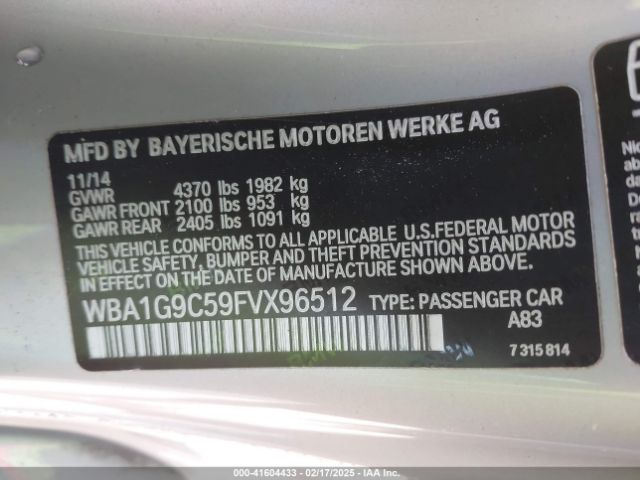 MFD BY BAYERISCHE MOTOREN WERKE AG
11/14
GVWR 4370 lbs 1982 kg
GAWR FRONT 2100 lbs 953 kg
GAWR REAR 2405 lbs 1091 kg
THIS VEHICLE CONFORMS TO ALL APPLICABLE U.S.FEDERAL MOTOR
VEHICLE SAFETY, BUMPER AND THEFT PREVENTION STANDARDS
IN EFFECT ON THE DATE OF MANUFACTURE SHOWN ABOVE.
WBA1G9C59FVX96512 TYPE: PASSENGER CAR
A83
7 315 814
000-41604433 - 02/17/2025 - IAA Inc.